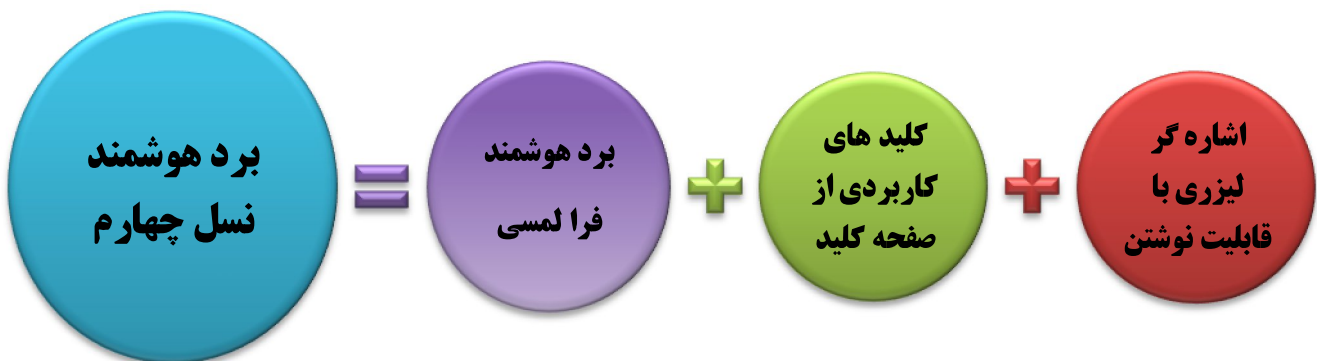 اشاره گر
لیزری با
قابلیت نوشتن
کلید های
کاربردی از
صفحه کلید
برد هوشمند
فرا لمسی
برد هوشمند
نسل چهارم